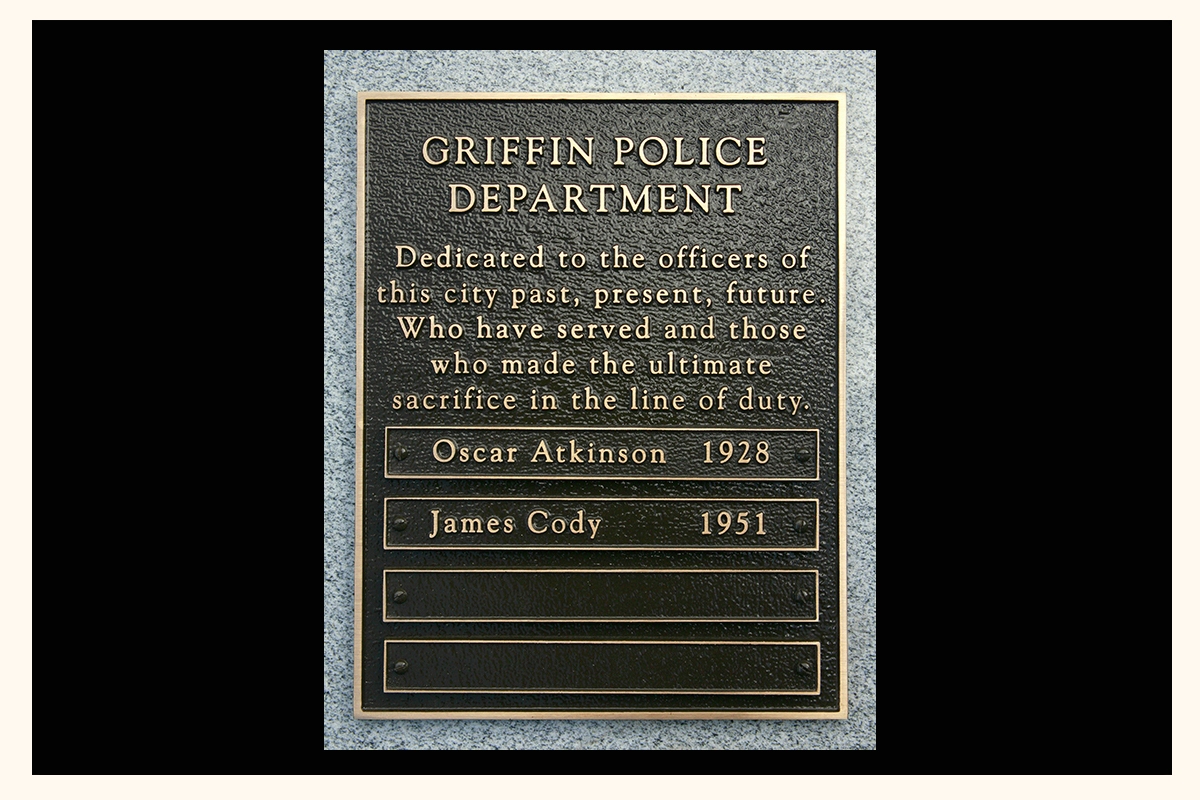 GRIFFIN POLICE
DEPARTMENT
Dedicated to the officers of
this city past, present, future.
Who have served and those
who made the ultimate
sacrifice in the line of duty.
Oscar Atkinson 1928
James Cody 1951